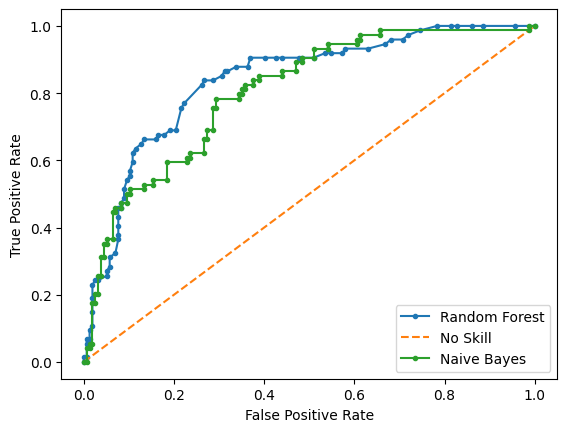 1.0
0.8
0.6
0.4
0.2
0.0
True Positive Rate
0.0 0.2 0.4 0.6 0.8 1.0
False Positive Rate
Random Forest
No Skill
Naive Bayes